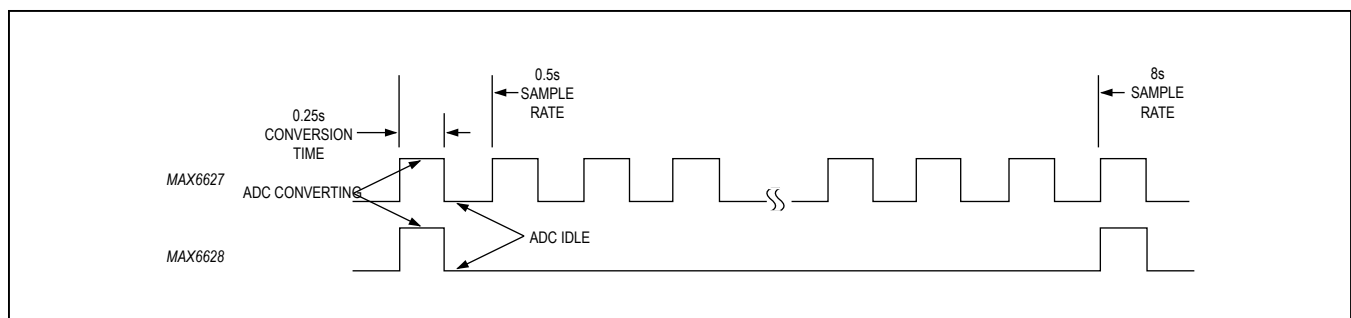 0.5s
SAMPLE
RATE
8s
SAMPLE
RATE
0.25s
CONVERSION
TIME
MAX6627
ADC CONVERTING
ADC IDLE
MAX6628